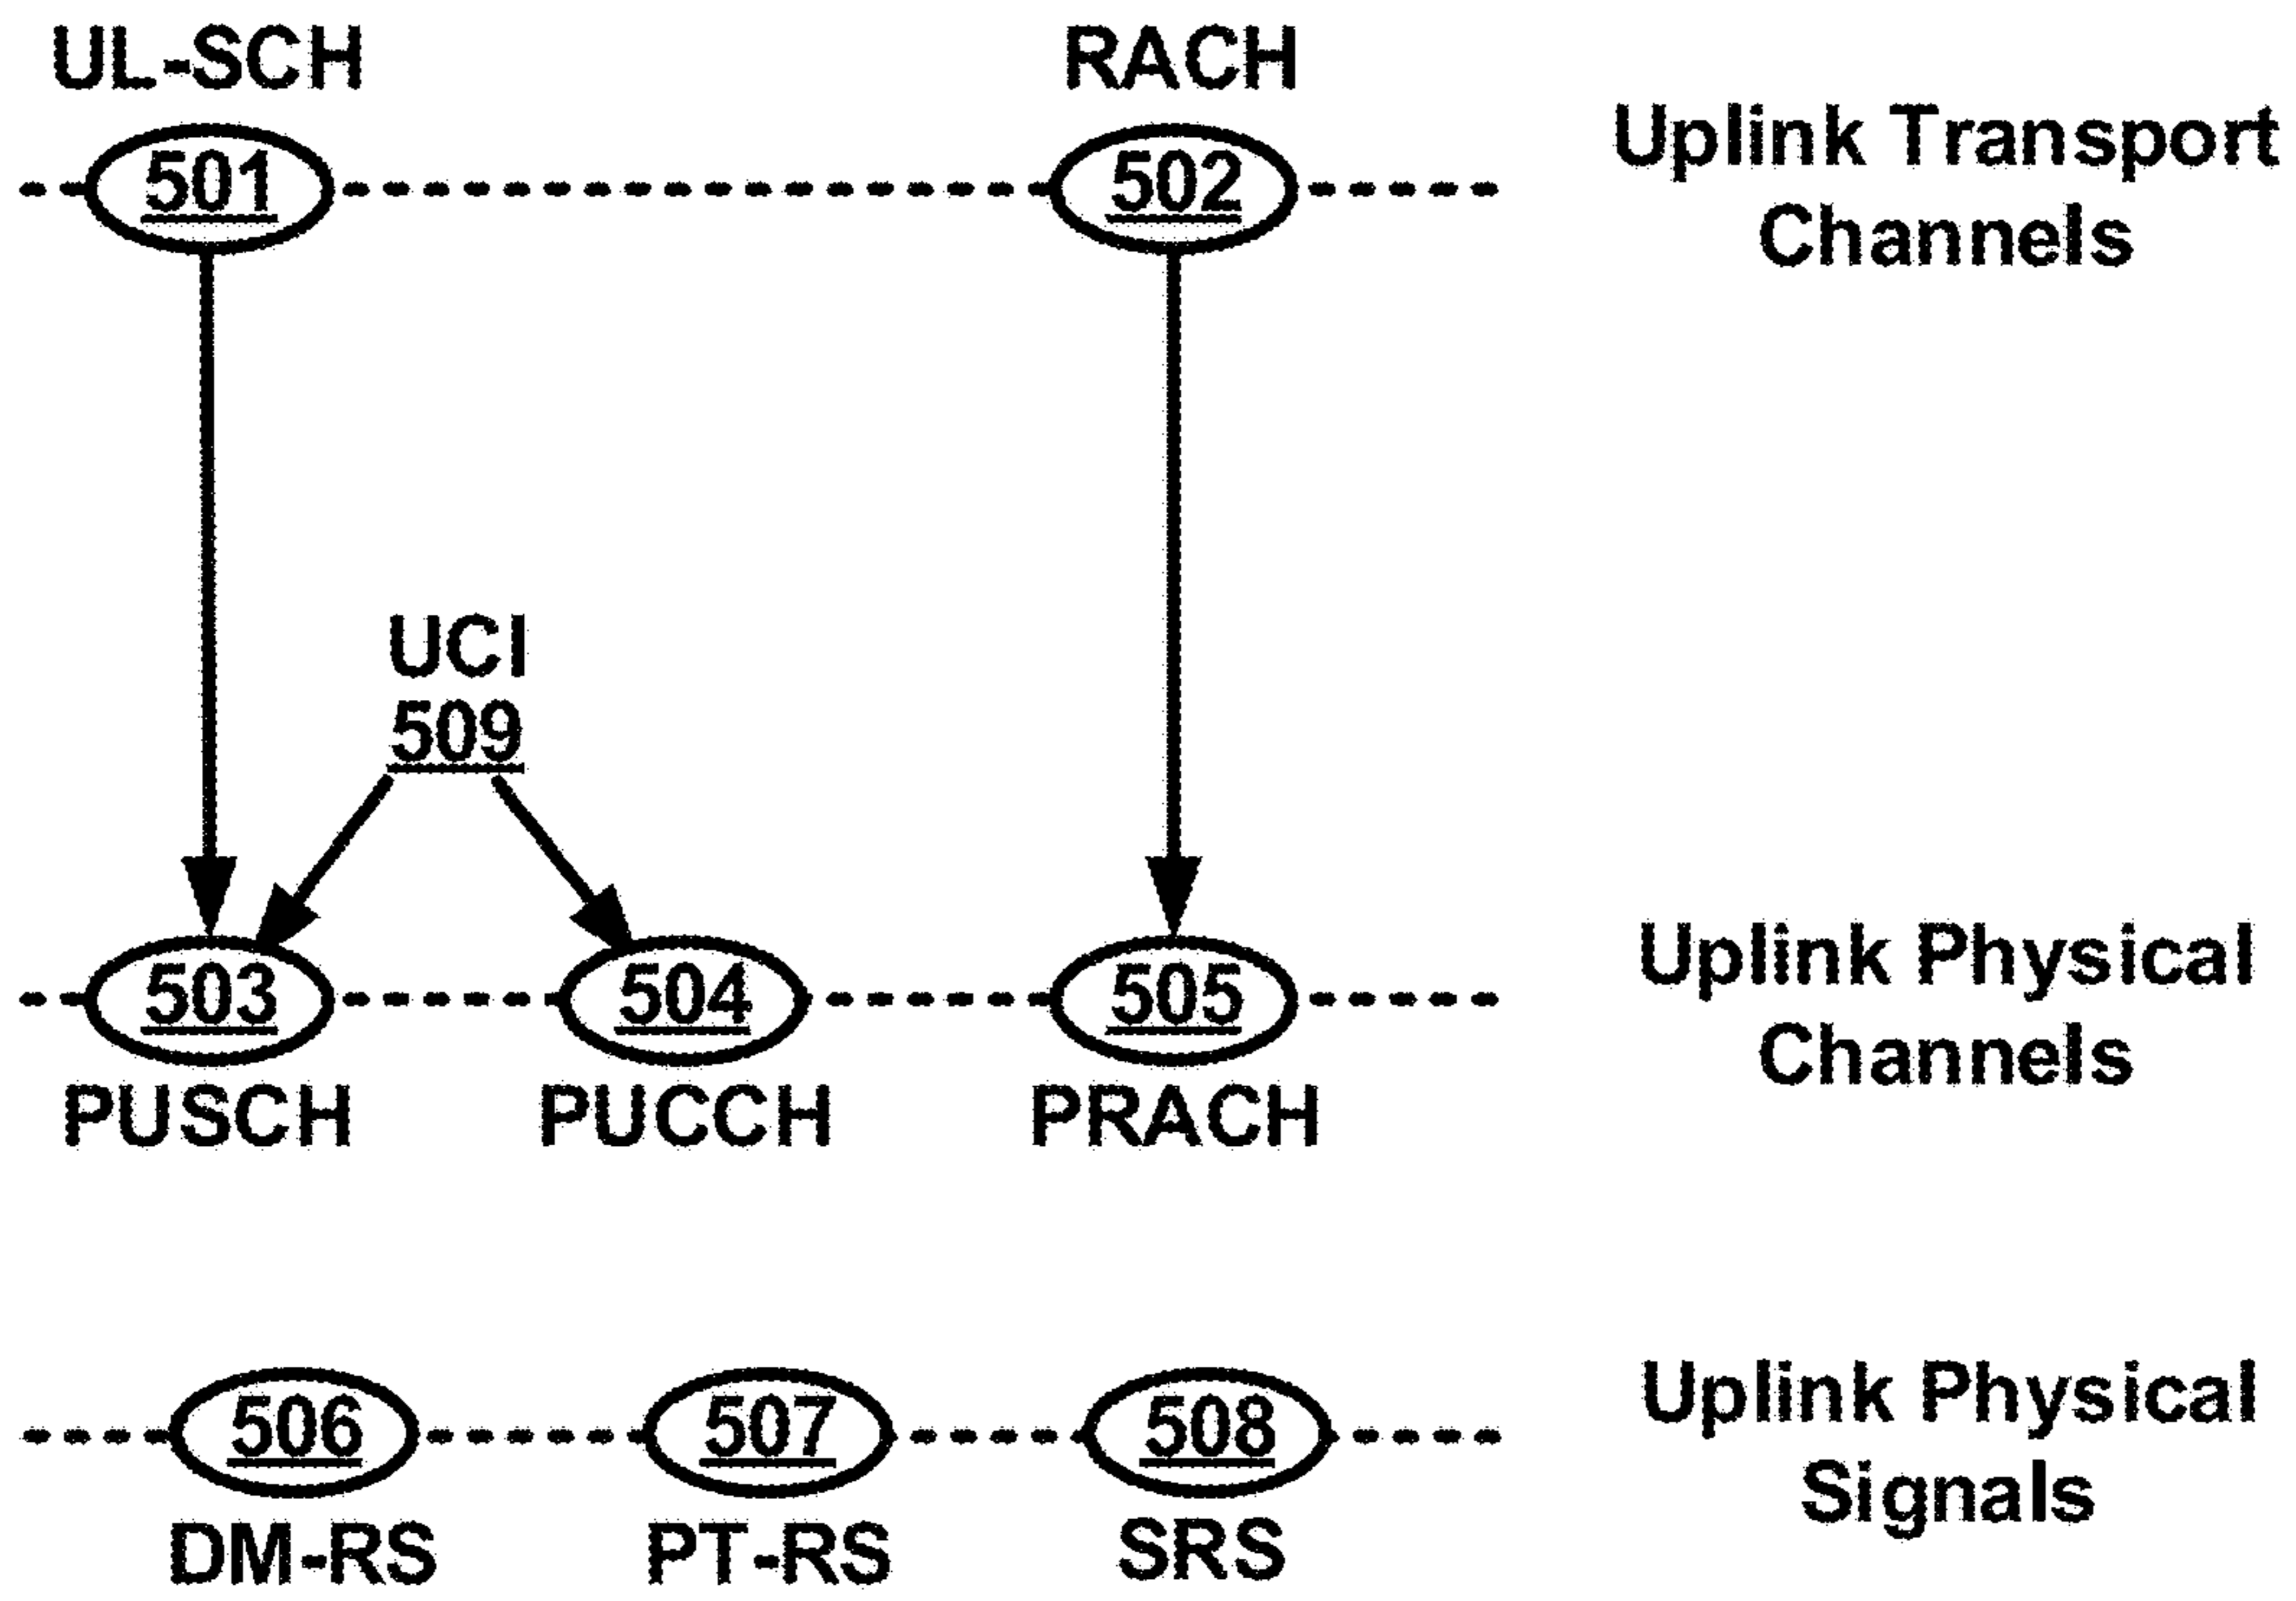 UL-SCH
RACH
501
502
Uplink Transport
Channels
UCI
509
503
504
505
Uplink Physical
Channels
PUSCH
PUCCH
PRACH
506
507
508
Uplink Physical
Signals
DM-RS
PT-RS
SRS